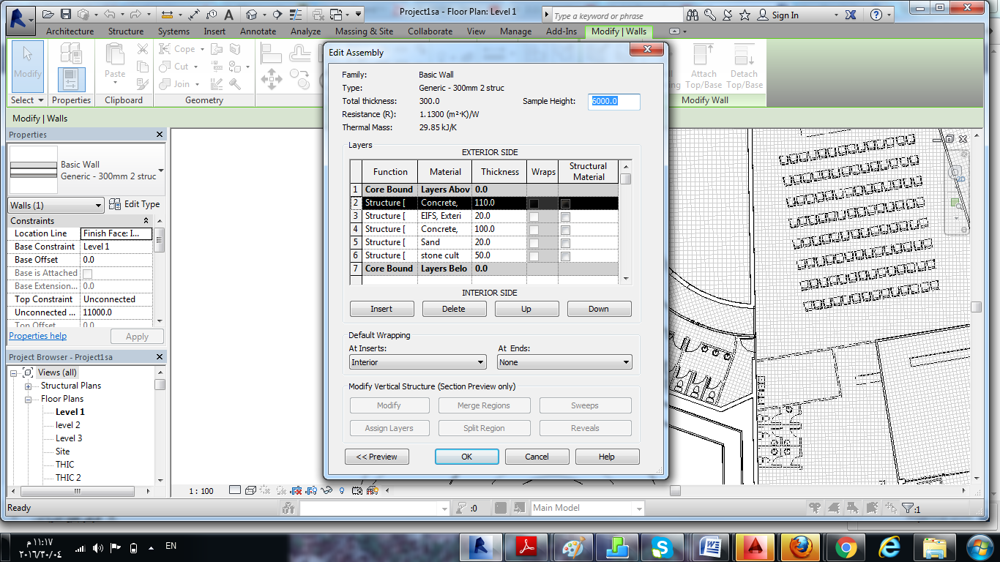 Project1sa - Floor Plan: Level 1
Type a keyword or phrase
Sign In
Architecture Structure Systems Insert Annotate Analyze Massing & Site Collaborate View Manage Add-Ins Modify | Walls
Modify
Paste
Cope
Cut
Join
Attach Top/Base
Detach Top/Base
Select Properties Clipboard Geometry Modify Wall
Modify | Walls
Properties
Basic Wall
Generic - 300mm 2 struc
Walls (1) Edit Type
Constraints
Location Line Finish Face: I...
Base Constraint Level 1
Base Offset 0.0
Base is Attached
Base Extension... 0.0
Top Constraint Unconnected
Unconnected ... 11000.0
Top Offset 0.0
Properties help Apply
Project Browser - Project1sa
Views (all)
Structural Plans
Floor Plans
Level 1
level 2
Level 3
Site
THIC
THIC 2
Edit Assembly
Family: Basic Wall
Type: Generic - 300mm 2 struc
Total thickness: 300.0 Sample Height: 6000.0
Resistance (R): 1.1300 (m²·K)/W
Thermal Mass: 29.85 kJ/K
Layers
EXTERIOR SIDE
Function Material Thickness Wraps Structural Material
1 Core Bound Layers Abov 0.0
2 Structure [ Concrete, 110.0
3 Structure [ EIFS, Exteri 20.0
4 Structure [ Concrete, 100.0
5 Structure [ Sand 20.0
6 Structure [ stone cult 50.0
7 Core Bound Layers Belo 0.0
INTERIOR SIDE
Insert Delete Up Down
Default Wrapping
At Inserts: At Ends:
Interior None
Modify Vertical Structure (Section Preview only)
Modify Merge Regions Sweeps
Assign Layers Split Region Reveals
<< Preview OK Cancel Help
1 : 100
Ready :0 Main Model :1
١١:١٧ م
٢٠١٦/٣٠/٠٤
EN